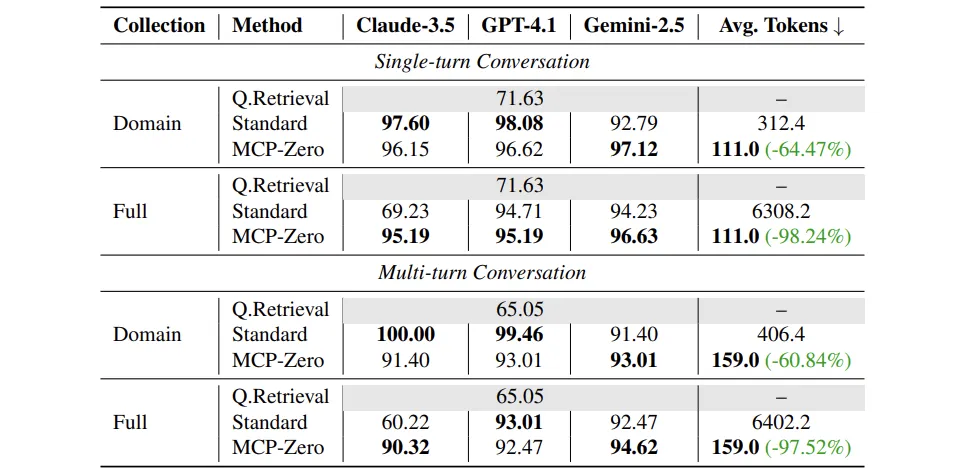 Collection Method Claude-3.5 GPT-4.1 Gemini-2.5 Avg. Tokens ↓
Single-turn Conversation
Q.Retrieval 71.63 –
Domain Standard 97.60 98.08 92.79 312.4
MCP-Zero 96.15 96.62 97.12 111.0 (-64.47%)
Q.Retrieval 71.63 –
Full Standard 69.23 94.71 94.23 6308.2
MCP-Zero 95.19 95.19 96.63 111.0 (-98.24%)
Multi-turn Conversation
Q.Retrieval 65.05 –
Domain Standard 100.00 99.46 91.40 406.4
MCP-Zero 91.40 93.01 93.01 159.0 (-60.84%)
Q.Retrieval 65.05 –
Full Standard 60.22 93.01 92.47 6402.2
MCP-Zero 90.32 92.47 94.62 159.0 (-97.52%)